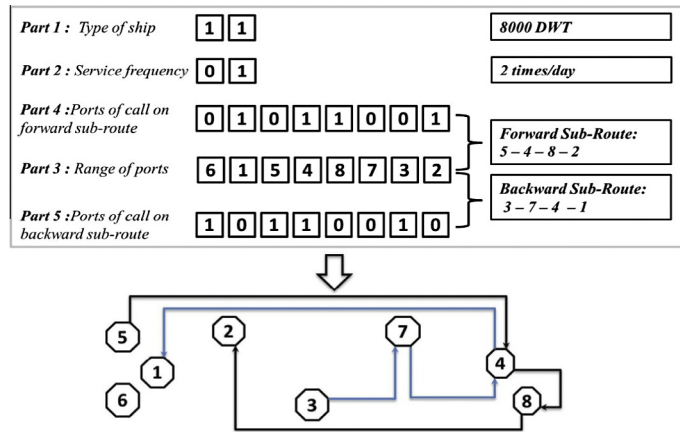 Part 1 : Type of ship 1 1 8000 DWT
Part 2 : Service frequency 0 1 2 times/day
Part 4 :Ports of call on
forward sub-route 0 1 0 1 1 0 0 1
Forward Sub-Route:
5 – 4 – 8 – 2
Part 3 : Range of ports 6 1 5 4 8 7 3 2
Backward Sub-Route:
3 – 7 – 4 – 1
Part 5 :Ports of call on
backward sub-route 1 0 1 1 0 0 1 0
5
2
7
1
4
6
3
8